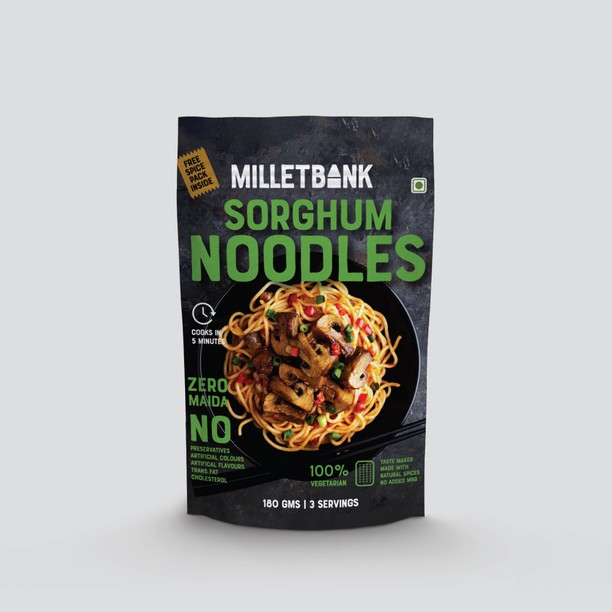 FREE
SPICE
PACK
INSIDE
MILLETBANK
SORGHUM
NOODLES
COOKS IN
5 MINUTES
ZERO
MAIDA
NO
PRESERVATIVES
ARTIFICIAL COLOURS
ARTIFICAL FLAVOURS
TRANS FAT
CHOLESTEROL
100%
VEGETARIAN
TASTE MAKER
MADE WITH
NATURAL SPICES
NO ADDED MSG
180 GMS | 3 SERVINGS